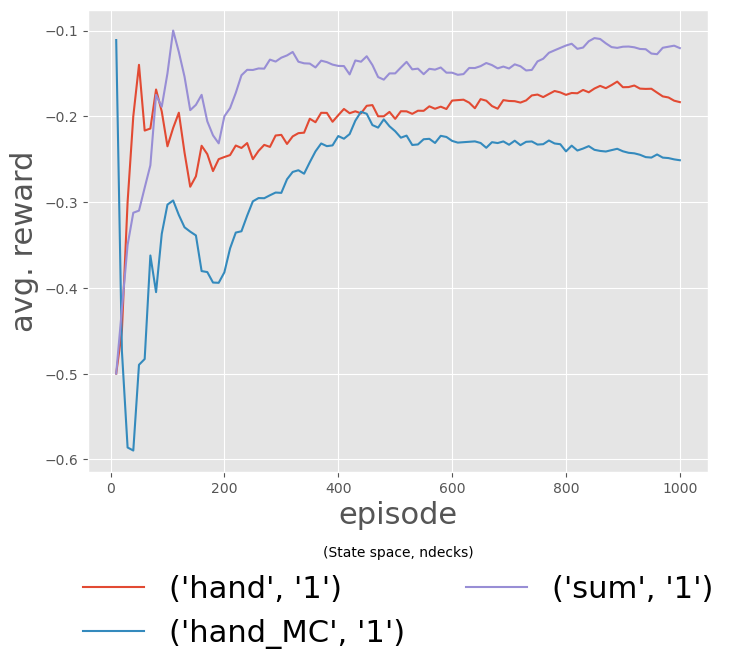 −0.1
−0.2
−0.3
−0.4
−0.5
−0.6
avg. reward
0 200 400 600 800 1000
episode
(State space, ndecks)
('hand', '1') ('sum', '1')
('hand_MC', '1')